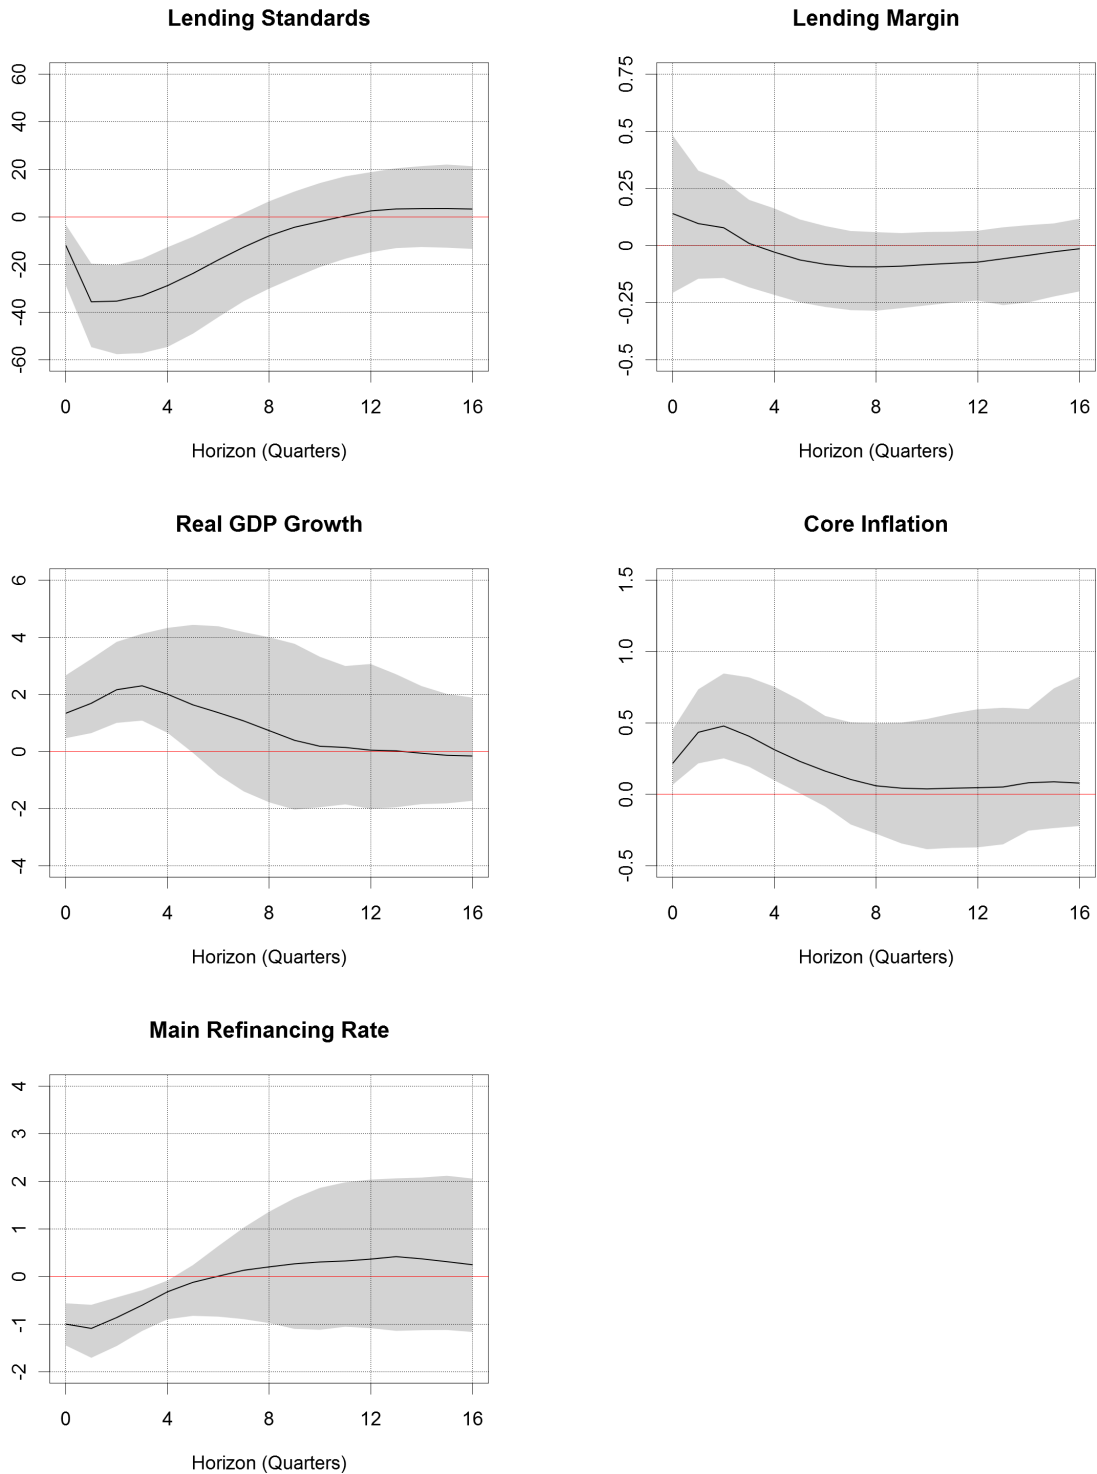 Lending Standards
60
40
20
0
-20
-40
-60
0 4 8 12 16
Horizon (Quarters)
Lending Margin
0.75
0.5
0.25
0
-0.25
-0.5
0 4 8 12 16
Horizon (Quarters)
Real GDP Growth
6
4
2
0
-2
-4
0 4 8 12 16
Horizon (Quarters)
Core Inflation
1.5
1.0
0.5
0.0
-0.5
0 4 8 12 16
Horizon (Quarters)
Main Refinancing Rate
4
3
2
1
0
-1
-2
0 4 8 12 16
Horizon (Quarters)